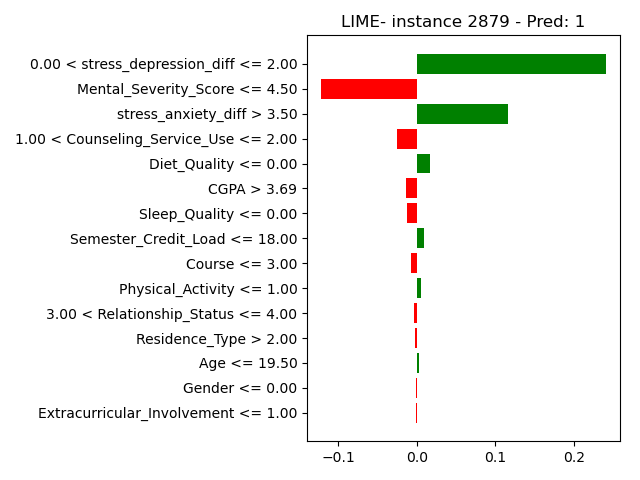 LIME- instance 2879 - Pred: 1
0.00 < stress_depression_diff <= 2.00
Mental_Severity_Score <= 4.50
stress_anxiety_diff > 3.50
1.00 < Counseling_Service_Use <= 2.00
Diet_Quality <= 0.00
CGPA > 3.69
Sleep_Quality <= 0.00
Semester_Credit_Load <= 18.00
Course <= 3.00
Physical_Activity <= 1.00
3.00 < Relationship_Status <= 4.00
Residence_Type > 2.00
Age <= 19.50
Gender <= 0.00
Extracurricular_Involvement <= 1.00
−0.1 0.0 0.1 0.2